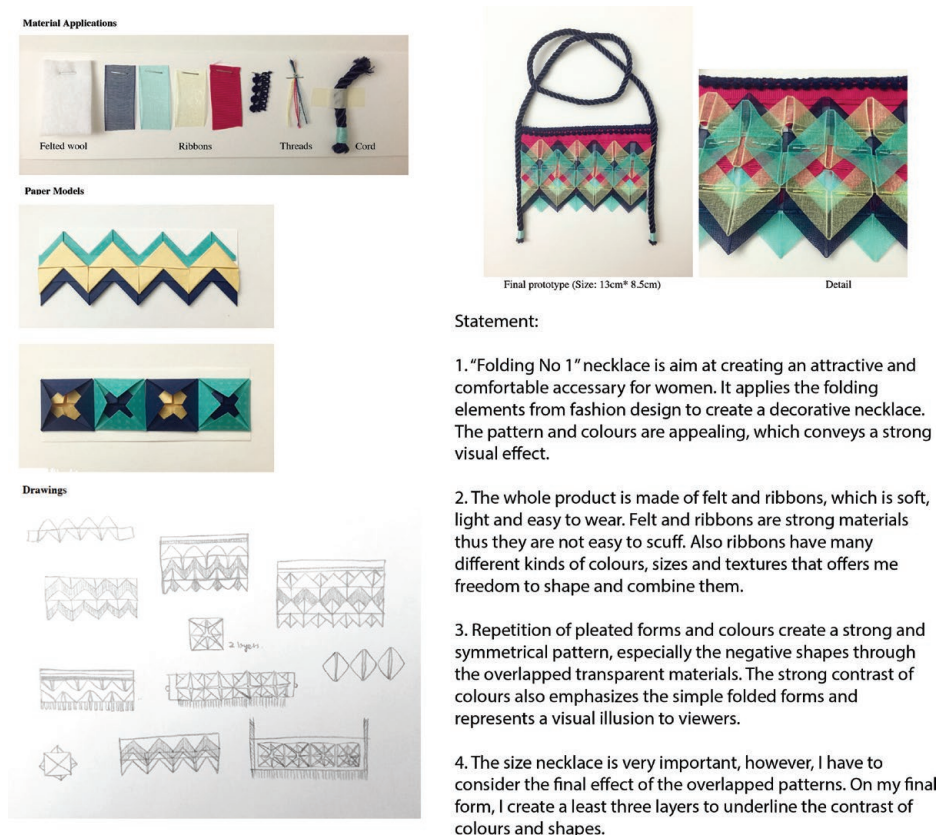 Material Applications
Felted wool
Ribbons
Threads
Cord
Paper Models
Drawings
2 layers.
Final prototype (Size: 13cm* 8.5cm)
Detail
Statement:
1. “Folding No 1” necklace is aim at creating an attractive and
comfortable accessary for women. It applies the folding
elements from fashion design to create a decorative necklace.
The pattern and colours are appealing, which conveys a strong
visual effect.
2. The whole product is made of felt and ribbons, which is soft,
light and easy to wear. Felt and ribbons are strong materials
thus they are not easy to scuff. Also ribbons have many
different kinds of colours, sizes and textures that offers me
freedom to shape and combine them.
3. Repetition of pleated forms and colours create a strong and
symmetrical pattern, especially the negative shapes through
the overlapped transparent materials. The strong contrast of
colours also emphasizes the simple folded forms and
represents a visual illusion to viewers.
4. The size necklace is very important, however, I have to
consider the final effect of the overlapped patterns. On my final
form, I create a least three layers to underline the contrast of
colours and shapes.